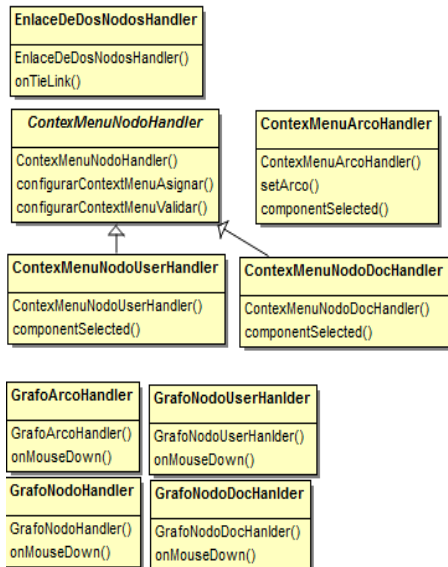 EnlaceDeDosNodosHandler
EnlaceDeDosNodosHandler()
onTieLink()
ContexMenuNodoHandler
ContexMenuNodoHandler()
configurarContextMenuAsignar()
configurarContextMenuValidar()
ContexMenuArcoHandler
ContexMenuArcoHandler()
setArco()
componentSelected()
ContexMenuNodoUserHandler
ContexMenuNodoUserHandler()
componentSelected()
ContexMenuNodoDocHandler
ContexMenuNodoDocHandler()
componentSelected()
GrafoArcoHandler
GrafoArcoHandler()
onMouseDown()
GrafoNodoUserHanlder
GrafoNodoUserHanlder()
onMouseDown()
GrafoNodoHandler
GrafoNodoHandler()
onMouseDown()
GrafoNodoDocHanlder
GrafoNodoDocHanlder()
onMouseDown()